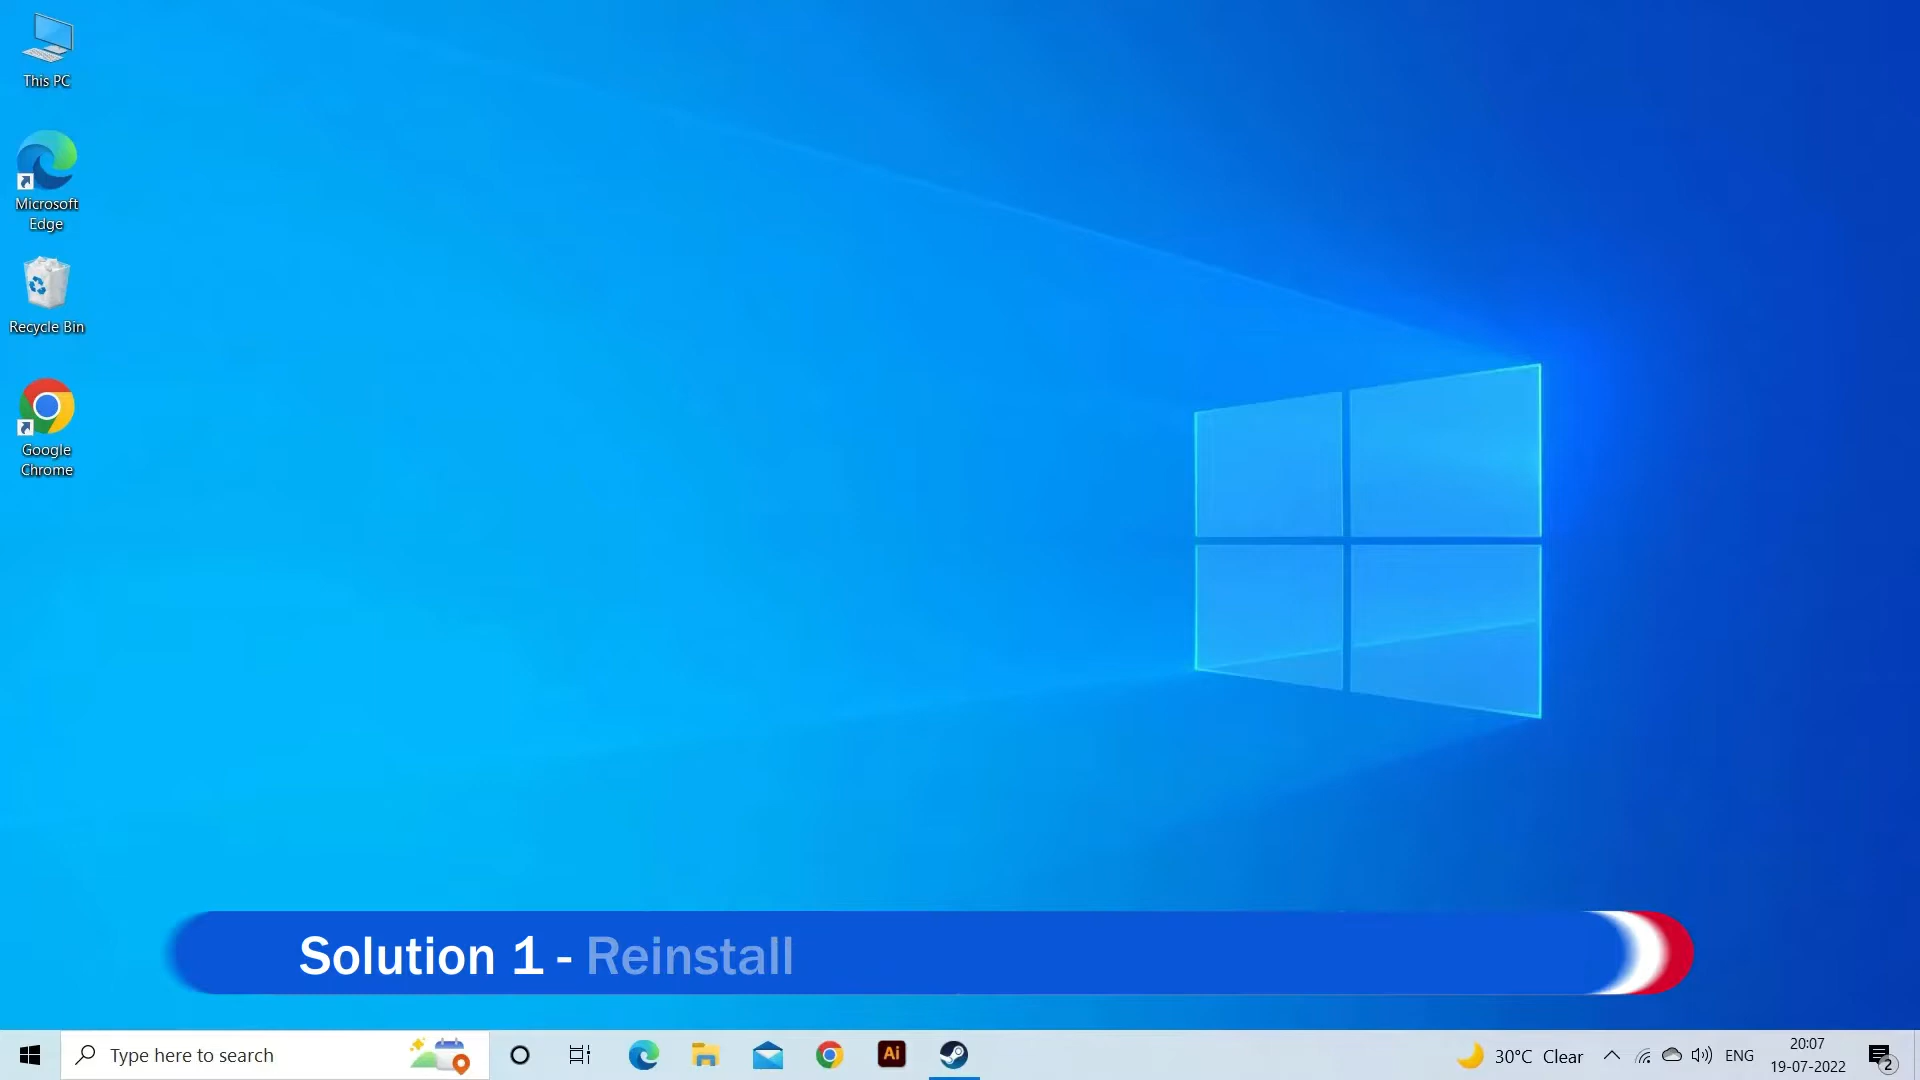 This PC
Microsoft
Edge
Recycle Bin
Google
Chrome
Solution 1 - Reinstall
Type here to search
Ai
30°C Clear
ENG
20:07
19-07-2022
2